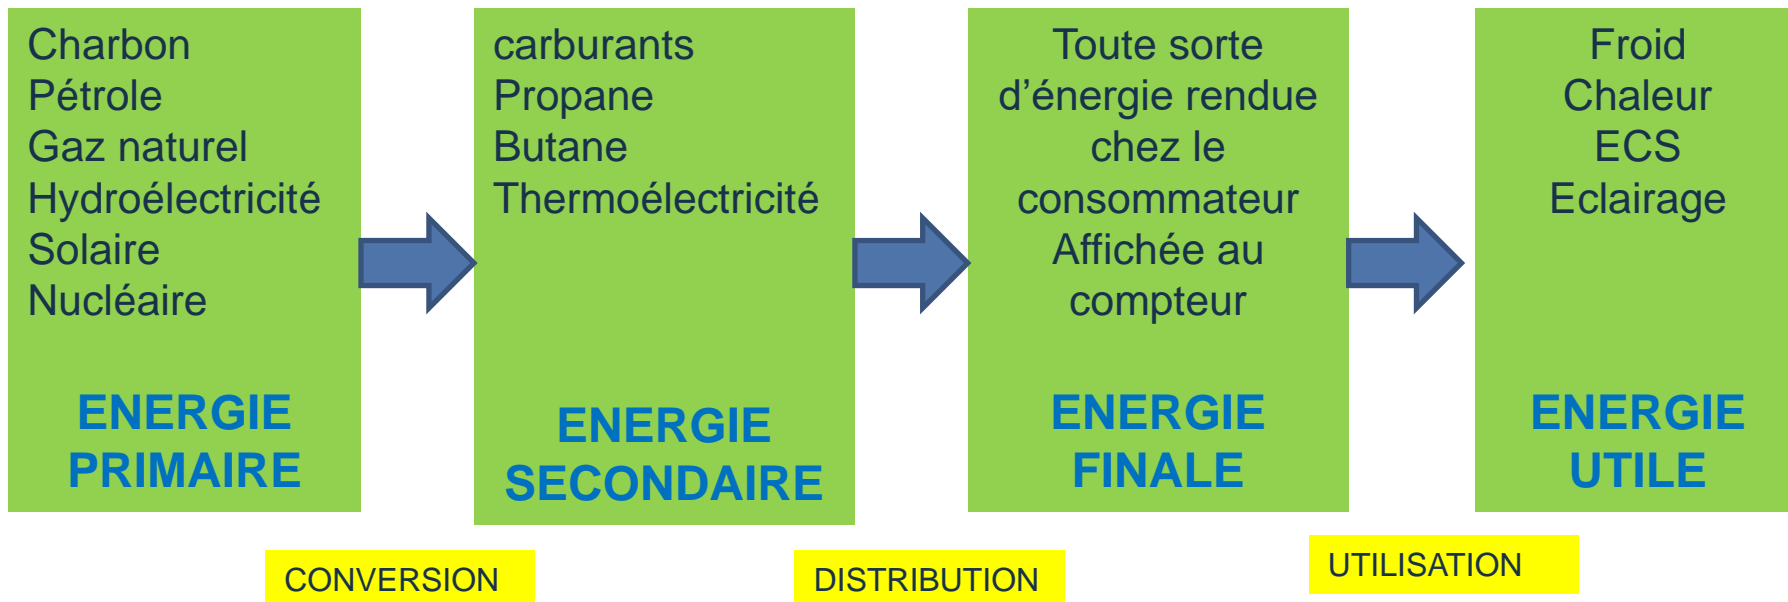 Charbon
Pétrole
Gaz naturel
Hydroélectricité
Solaire
Nucléaire
ENERGIE
PRIMAIRE
carburants
Propane
Butane
Thermoélectricité
ENERGIE
SECONDAIRE
Toute sorte
d’énergie rendue
chez le
consommateur
Affichée au
compteur
ENERGIE
FINALE
Froid
Chaleur
ECS
Eclairage
ENERGIE
UTILE
CONVERSION
DISTRIBUTION
UTILISATION